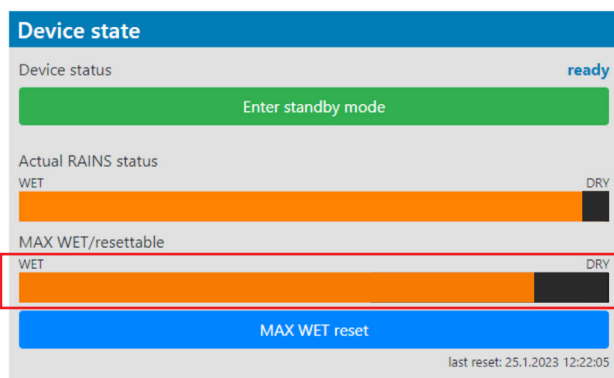 Device state
Device status ready
Enter standby mode
Actual RAINS status
WET DRY
MAX WET/resettable
WET DRY
MAX WET reset
last reset: 25.1.2023 12:22:05